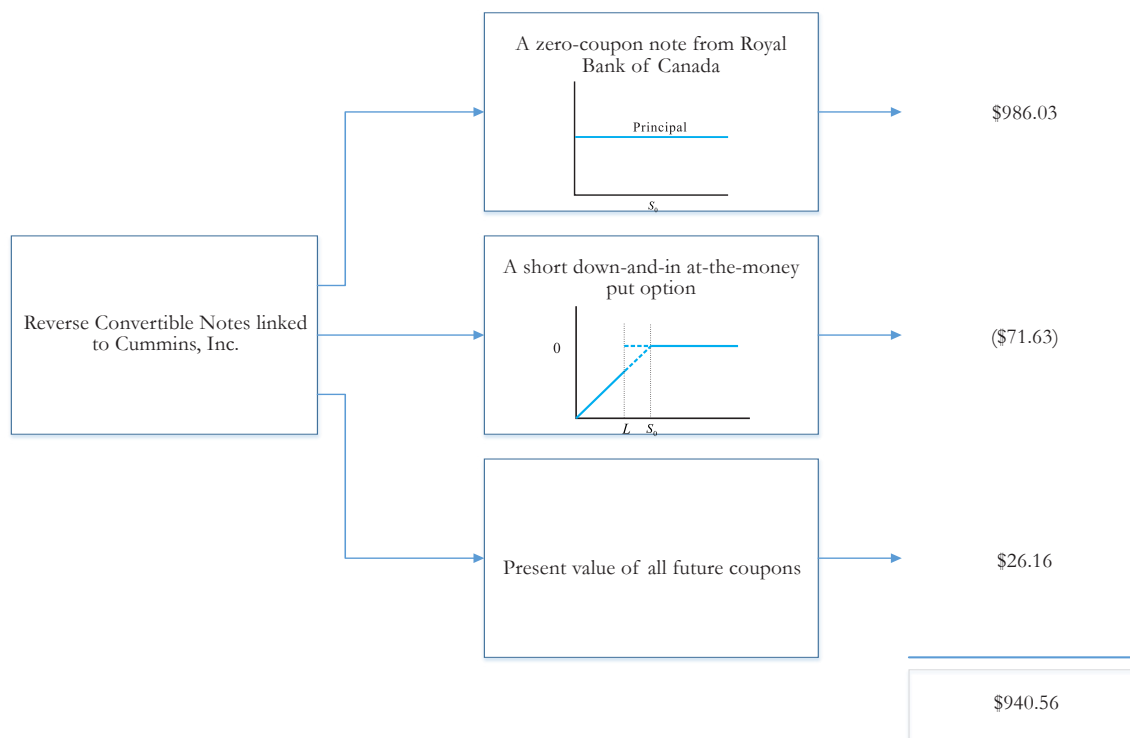 A zero-coupon note from Royal
Bank of Canada
Principal
S0
$986.03
Reverse Convertible Notes linked
to Cummins, Inc.
A short down-and-in at-the-money
put option
0
L S0
($71.63)
Present value of all future coupons
$26.16
$940.56